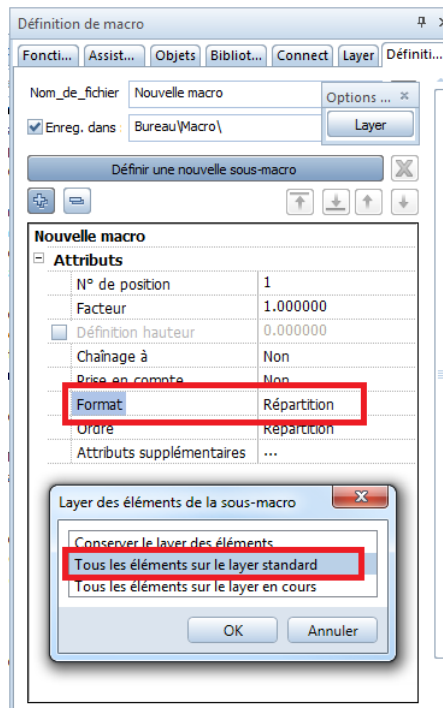 Définition de macro
Foncti... Assist... Objets Bibliot... Connect Layer Définiti...
Nom_de_fichier Nouvelle macro
Options ...
Enreg. dans : Bureau\Macro\
Layer
Définir une nouvelle sous-macro
Nouvelle macro
Attributs
N° de position 1
Facteur 1.000000
Définition hauteur 0.000000
Chaînage à Non
Prise en compte Non
Format Répartition
Ordre Répartition
Attributs supplémentaires ...
Layer des éléments de la sous-macro
Conserver le layer des éléments
Tous les éléments sur le layer standard
Tous les éléments sur le layer en cours
OK Annuler